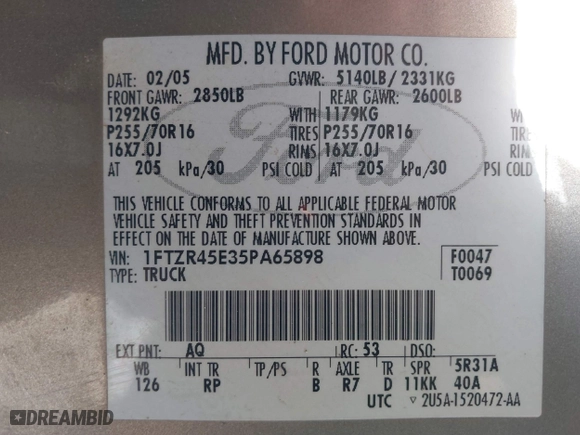 MFD. BY FORD MOTOR CO.
DATE: 02/05 GVWR: 5140LB / 2331KG
FRONT GAWR: 2850LB REAR GAWR: 2600LB
1292KG WITH 1179KG WITH
P255/70R16 TIRES P255/70R16 TIRES
16X7.0J RIMS 16X7.0J RIMS
AT 205 kPa/30 PSI COLD AT 205 kPa/30 PSI COLD
Ford
THIS VEHICLE CONFORMS TO ALL APPLICABLE FEDERAL MOTOR
VEHICLE SAFETY AND THEFT PREVENTION STANDARDS IN
EFFECT ON THE DATE OF MANUFACTURE SHOWN ABOVE.
VIN: 1FTZR45E35PA65898 F0047
TYPE: TRUCK T0069
EXT PNT: AQ RC: 53 DSO:
WB INT TR TP/PS R AXLE TR SPR 5R31A
126 RP B R7 D 11KK 40A
UTC ▽ 2U5A-1520472-AA
DREAMBID